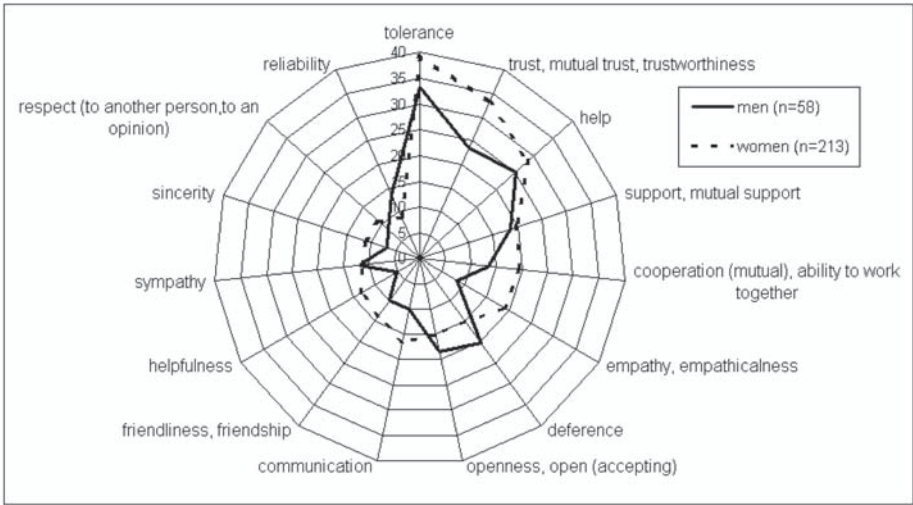 tolerance
trust, mutual trust, trustworthiness
help
support, mutual support
cooperation (mutual), ability to work
together
empathy, empathicalness
deference
openness, open (accepting)
communication
friendliness, friendship
helpfulness
sympathy
sincerity
respect (to another person,to an
opinion)
reliability
40
35
30
25
20
15
10
5
0
men (n=58)
women (n=213)